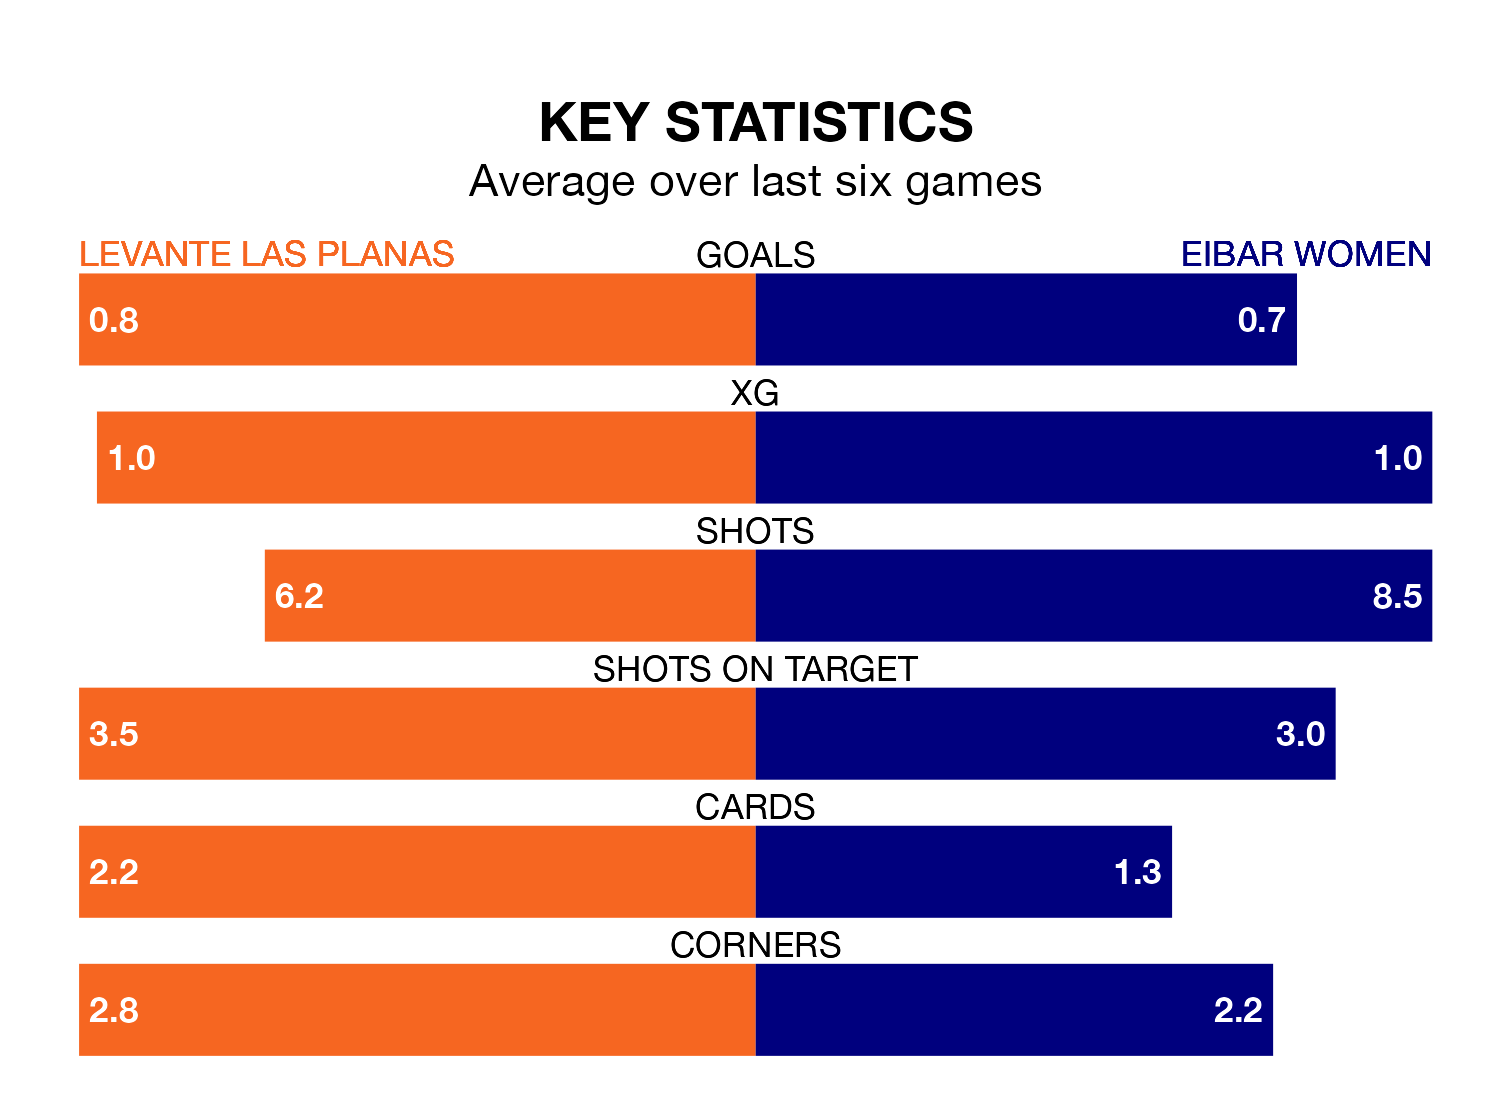 KEY STATISTICS
Average over last six games
LEVANTE LAS PLANAS GOALS EIBAR WOMEN
0.8 0.7
XG
1.0 1.0
SHOTS
6.2 8.5
SHOTS ON TARGET
3.5 3.0
CARDS
2.2 1.3
CORNERS
2.8 2.2